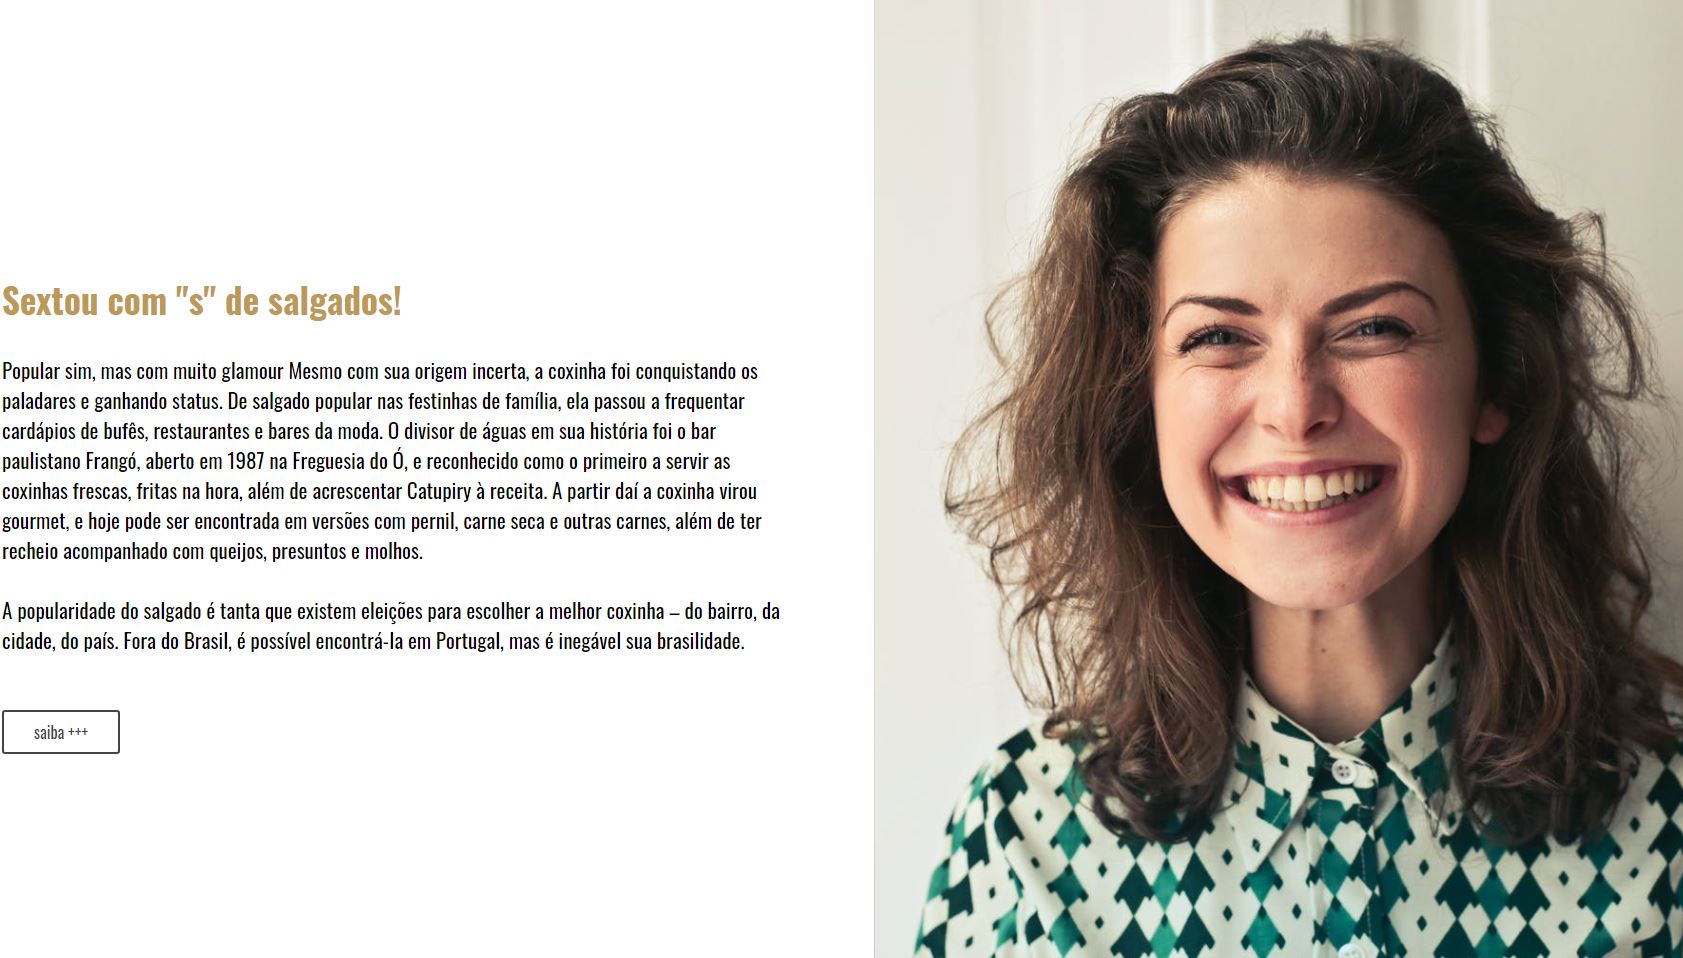 Sextou com "s" de salgados!
Popular sim, mas com muito glamour Mesmo com sua origem incerta, a coxinha foi conquistando os
paladares e ganhando status. De salgado popular nas festinhas de família, ela passou a frequentar
cardápios de bufês, restaurantes e bares da moda. O divisor de águas em sua história foi o bar
paulistano Frangó, aberto em 1987 na Freguesia do Ó, e reconhecido como o primeiro a servir as
coxinhas frescas, fritas na hora, além de acrescentar Catupiry à receita. A partir daí a coxinha virou
gourmet, e hoje pode ser encontrada em versões com pernil, carne seca e outras carnes, além de ter
recheio acompanhado com queijos, presuntos e molhos.
A popularidade do salgado é tanta que existem eleições para escolher a melhor coxinha – do bairro, da
cidade, do país. Fora do Brasil, é possível encontrá-la em Portugal, mas é inegável sua brasilidade.
saiba +++